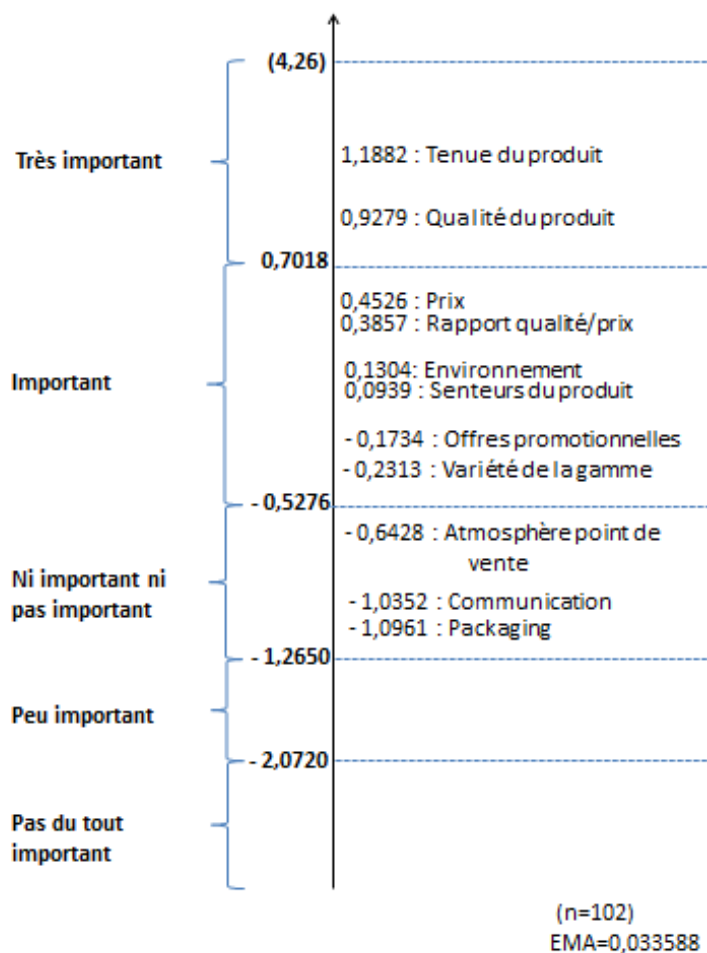 (4,26)
Très important
1,1882 : Tenue du produit
0,9279 : Qualité du produit
0,7018
0,4526 : Prix
0,3857 : Rapport qualité/prix
Important
0,1304: Environnement
0,0939 : Senteurs du produit
- 0,1734 : Offres promotionnelles
- 0,2313 : Variété de la gamme
- 0,5276
- 0,6428 : Atmosphère point de
vente
Ni important ni
pas important
- 1,0352 : Communication
- 1,0961 : Packaging
- 1,2650
Peu important
- 2,0720
Pas du tout
important
(n=102)
EMA=0,033588